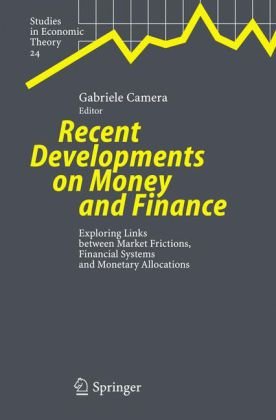 Studies
in Economic
Theory
24
Gabriele Camera
Editor
Recent
Developments
on Money
and Finance
Exploring Links
between Market Frictions,
Financial Systems
and Monetary Allocations
Springer